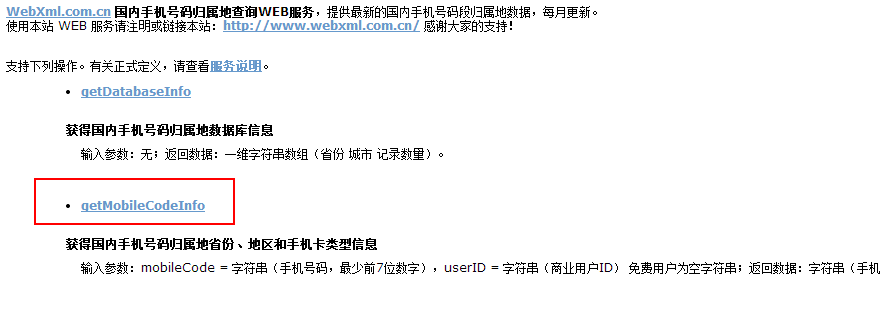 WebXml.com.cn 国内手机号码归属地查询WEB服务，提供最新的国内手机号码段归属地数据，每月更新。
使用本站 WEB 服务请注明或链接本站：http://www.webxml.com.cn/ 感谢大家的支持！
支持下列操作。有关正式定义，请查看服务说明。
• getDatabaseInfo
获得国内手机号码归属地数据库信息
输入参数：无；返回数据：一维字符串数组（省份 城市 记录数量）。
• getMobileCodeInfo
获得国内手机号码归属地省份、地区和手机卡类型信息
输入参数：mobileCode = 字符串（手机号码，最少前7位数字），userID = 字符串（商业用户ID） 免费用户为空字符串；返回数据：字符串（手机